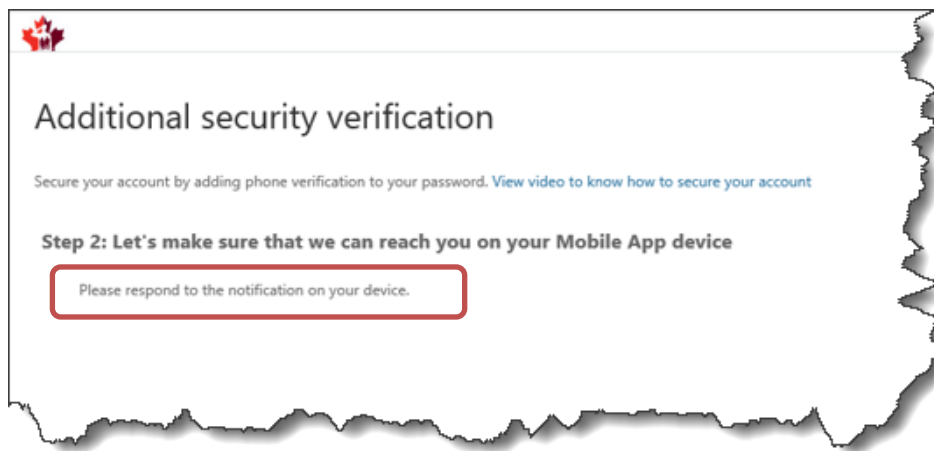 Additional security verification
Secure your account by adding phone verification to your password. View video to know how to secure your account
Step 2: Let's make sure that we can reach you on your Mobile App device
Please respond to the notification on your device.